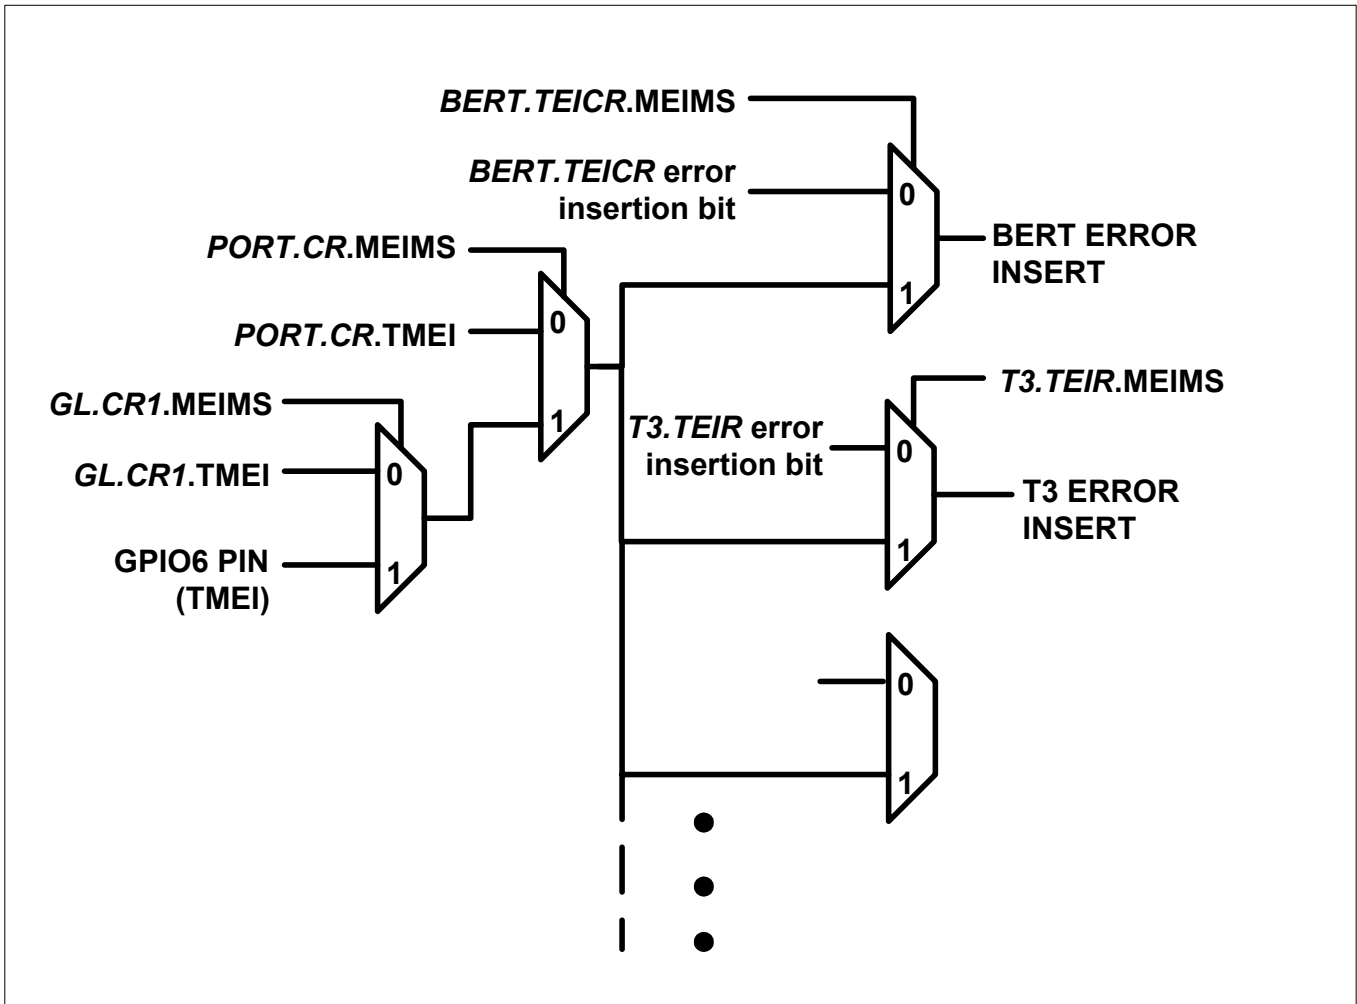 BERT.TEICR.MEIMS
BERT.TEICR error
insertion bit
0
1
BERT ERROR
INSERT
PORT.CR.MEIMS
PORT.CR.TMEI
0
1
GL.CR1.MEIMS
GL.CR1.TMEI
0
GPIO6 PIN
(TMEI)
1
T3.TEIR.MEIMS
T3.TEIR error
insertion bit
0
1
T3 ERROR
INSERT
0
1